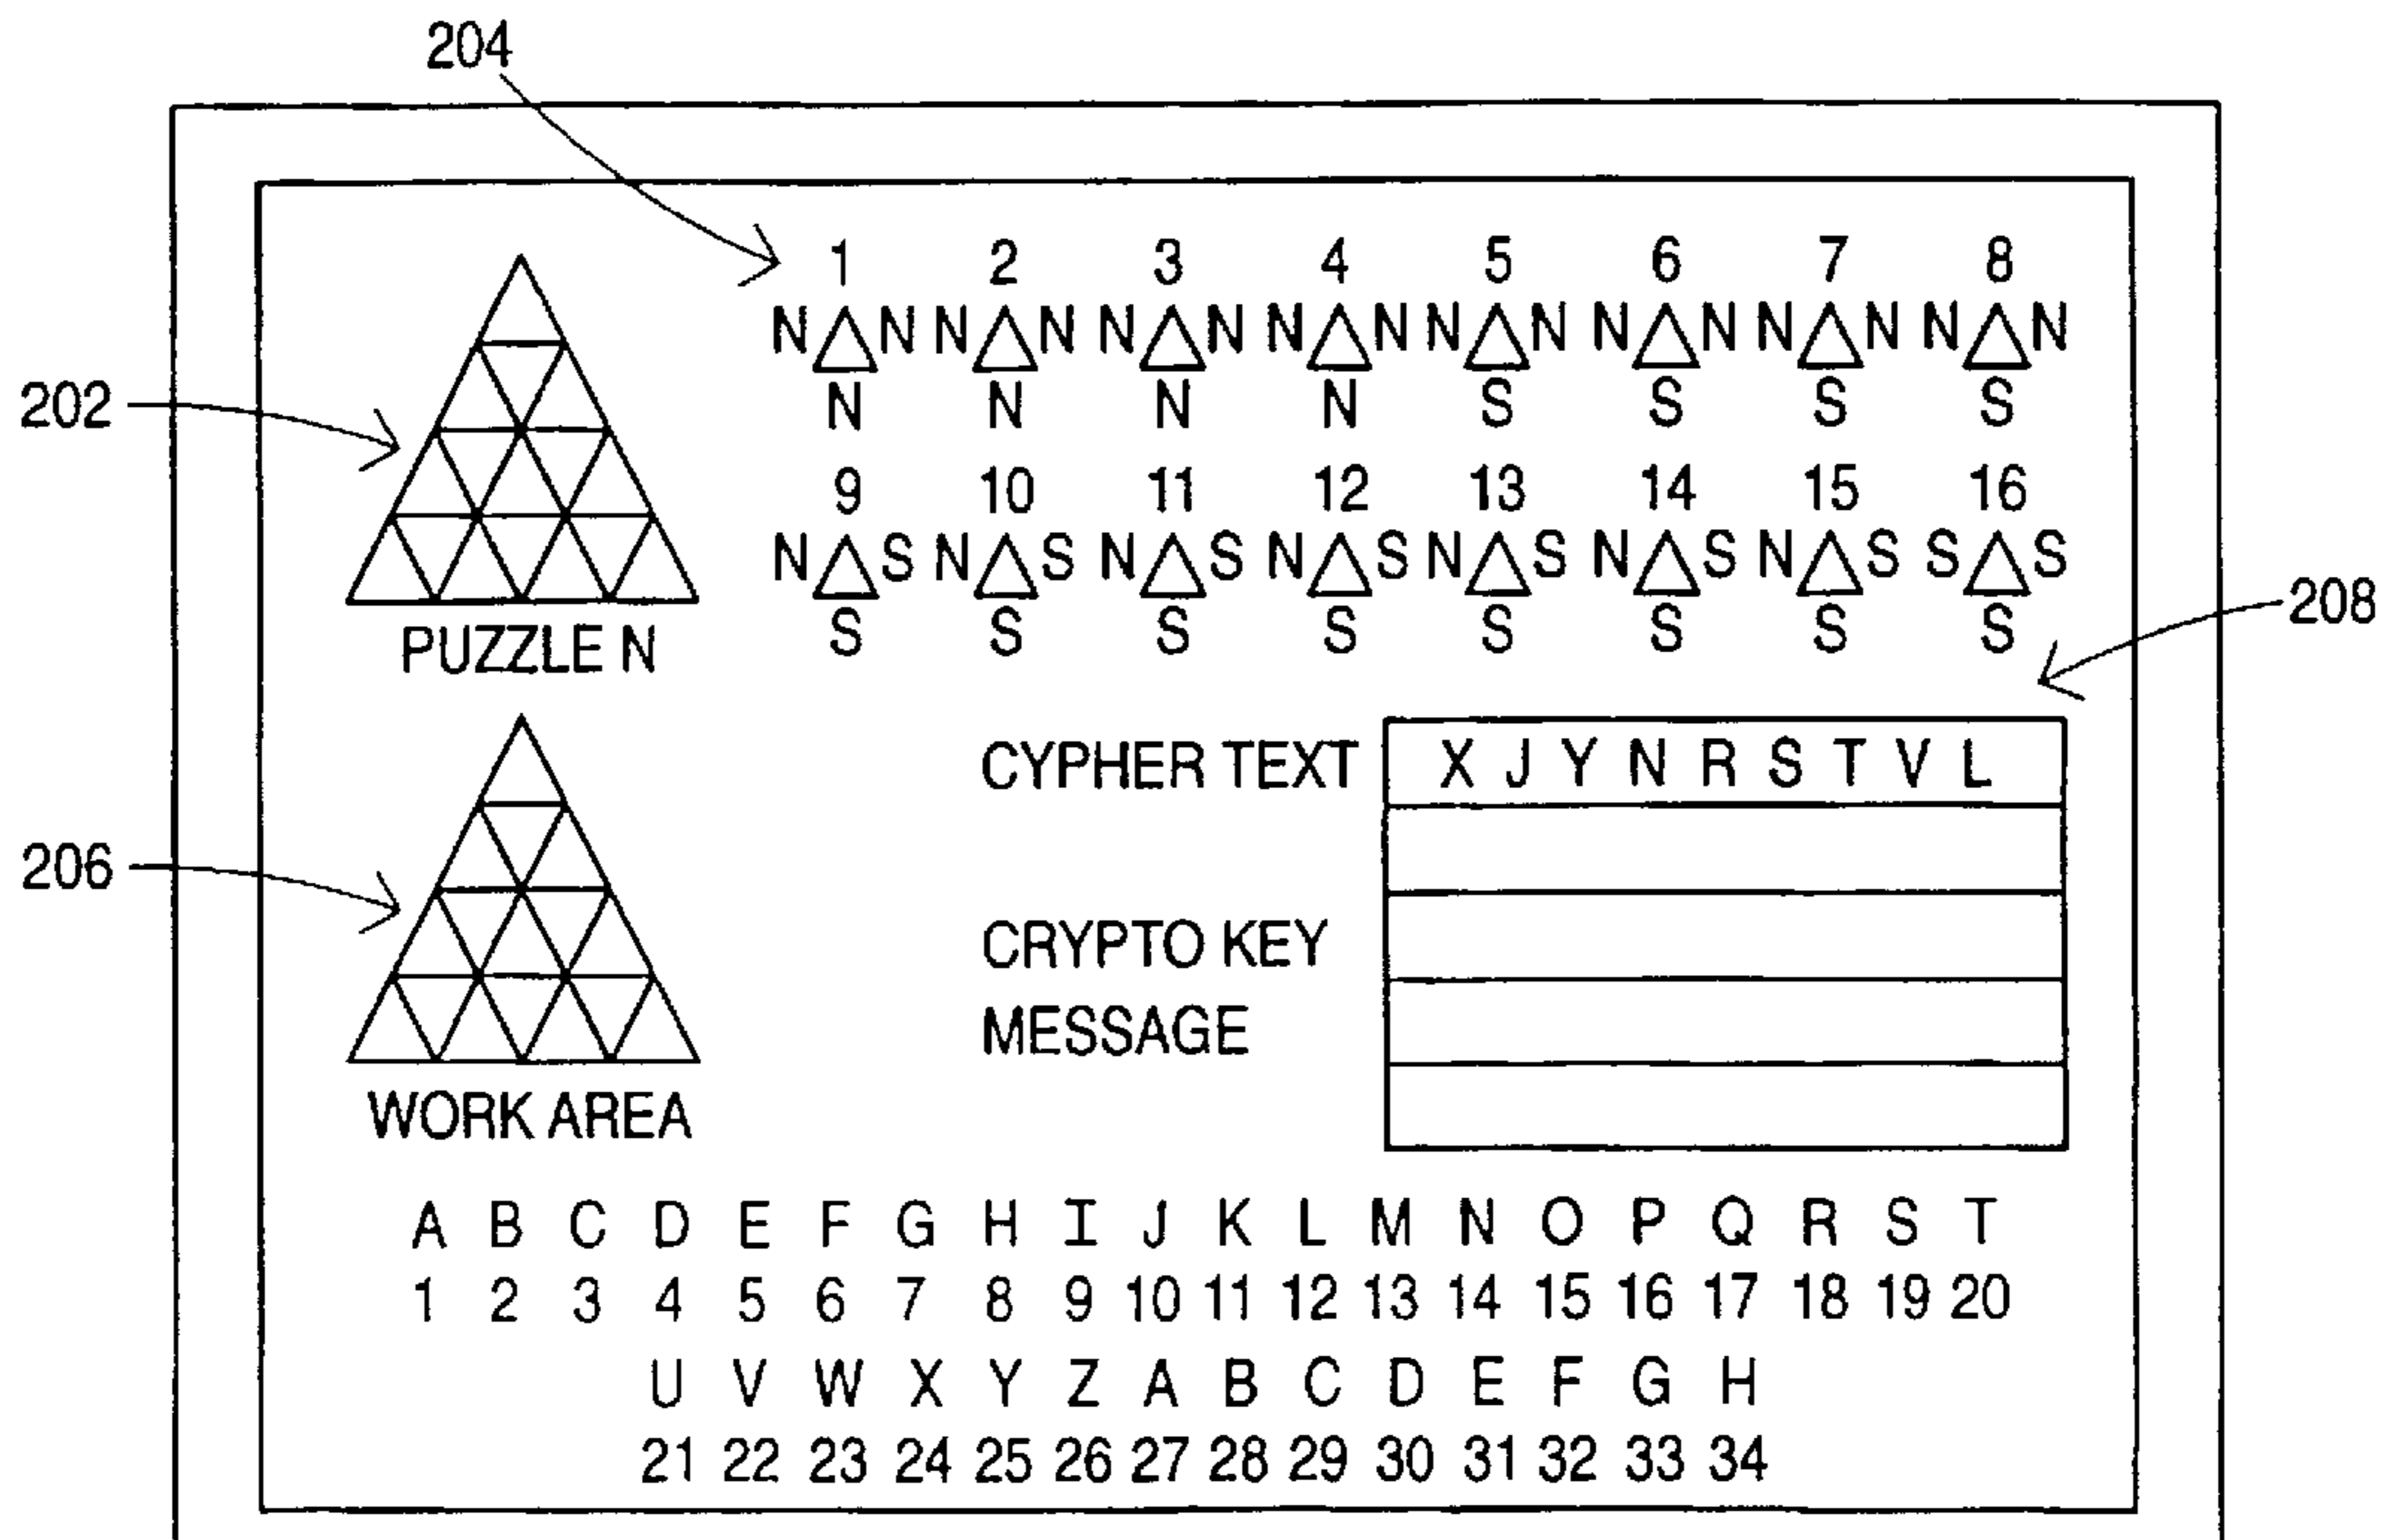 204
1 2 3 4 5 6 7 8
N N N N N N N N N N N N N N N N
202
N N N N S S S S
9 10 11 12 13 14 15 16
N S N S N S N S N S N S N S S S
208
S S S S S S S S
PUZZLE N
CYPHER TEXT X J Y N R S T V L
206
CRYPTO KEY
MESSAGE
WORK AREA
A B C D E F G H I J K L M N O P Q R S T
1 2 3 4 5 6 7 8 9 10 11 12 13 14 15 16 17 18 19 20
U V W X Y Z A B C D E F G H
21 22 23 24 25 26 27 28 29 30 31 32 33 34